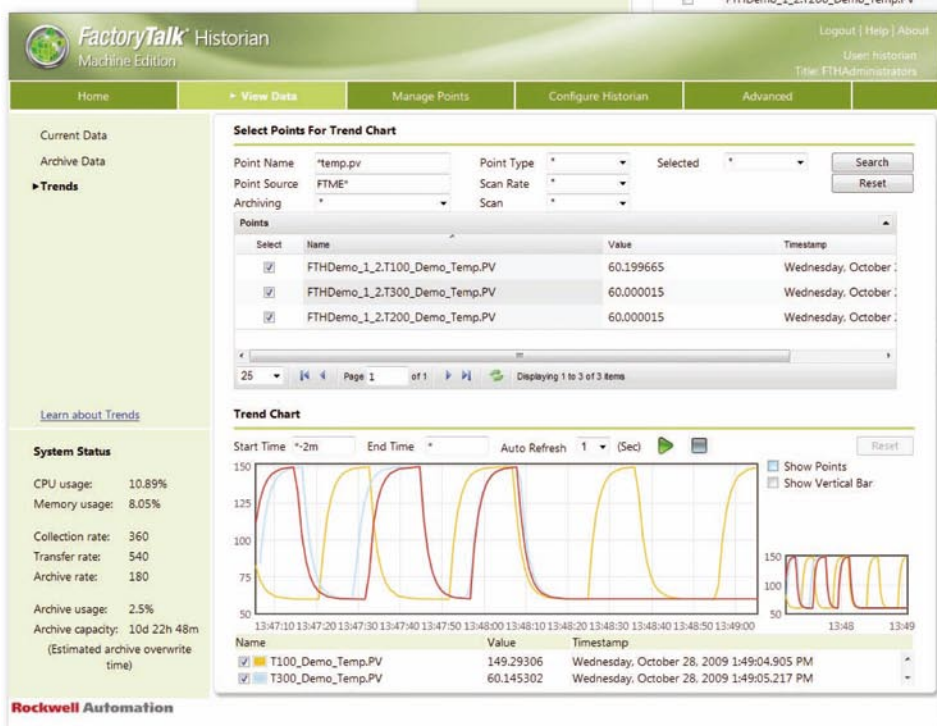 FTHDemo_1_2.T200_Demo_Temp.PV
FactoryTalk Historian
Machine Edition
Logout | Help | About
User: historian
Title: FTHAdministrators
Home
View Data
Manage Points
Configure Historian
Advanced
Current Data
Archive Data
Trends
Learn about Trends
System Status
CPU usage: 10.89%
Memory usage: 8.05%
Collection rate: 360
Transfer rate: 540
Archive rate: 180
Archive usage: 2.5%
Archive capacity: 10d 22h 48m
(Estimated archive overwrite
time)
Select Points For Trend Chart
Point Name *temp.pv Point Type * Selected * Search
Point Source FTME* Scan Rate * Reset
Archiving * Scan *
Points
Select Name Value Timestamp
FTHDemo_1_2.T100_Demo_Temp.PV 60.199665 Wednesday, October
FTHDemo_1_2.T300_Demo_Temp.PV 60.000015 Wednesday, October
FTHDemo_1_2.T200_Demo_Temp.PV 60.000015 Wednesday, October
25 Page 1 of 1 Displaying 1 to 3 of 3 items
Trend Chart
Start Time *-2m End Time * Auto Refresh 1 (Sec) Reset
Show Points
Show Vertical Bar
150
125
100
75
50
13:47:10 13:47:20 13:47:30 13:47:40 13:47:50 13:48:00 13:48:10 13:48:20 13:48:30 13:48:40 13:48:50 13:49:00
150
100
50
13:48 13:49
Name Value Timestamp
T100_Demo_Temp.PV 149.29306 Wednesday, October 28, 2009 1:49:04.905 PM
T300_Demo_Temp.PV 60.145302 Wednesday, October 28, 2009 1:49:05.217 PM
Rockwell Automation